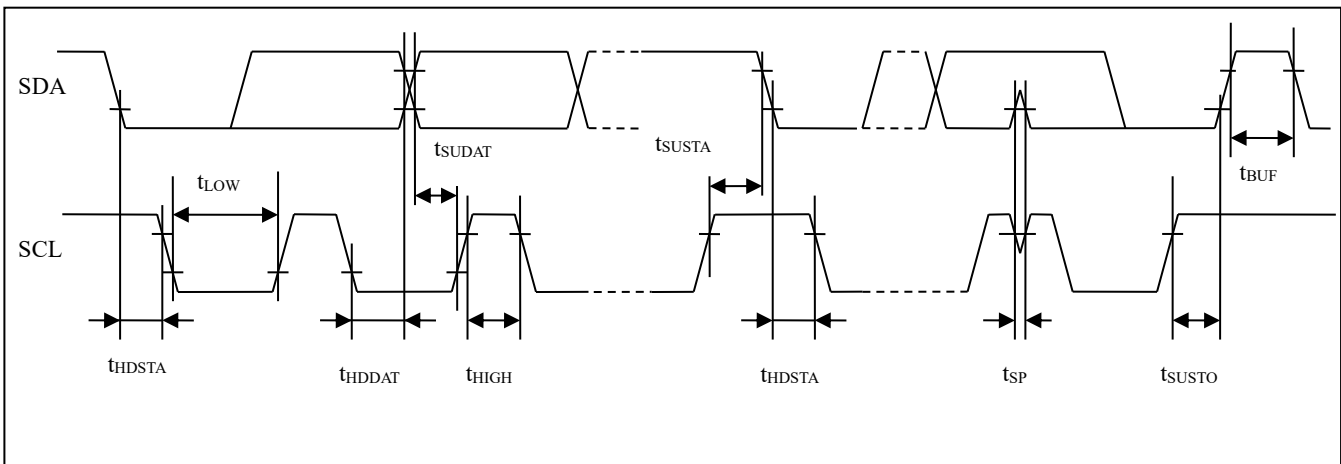 SDA
tSUDAT
tSUSTA
tBUF
tLOW
SCL
tHDSTA
tHDDAT
tHIGH
tHDSTA
tSP
tSUSTO